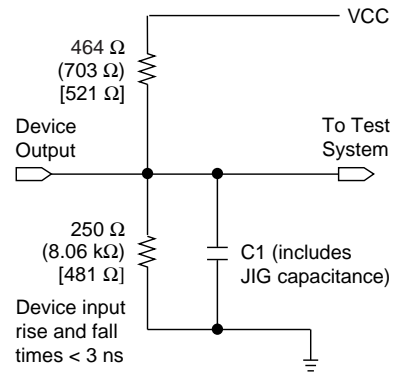 VCC
464 Ω
(703 Ω)
[521 Ω]
Device
Output
To Test
System
250 Ω
(8.06 kΩ)
[481 Ω]
C1 (includes
JIG capacitance)
Device input
rise and fall
times < 3 ns